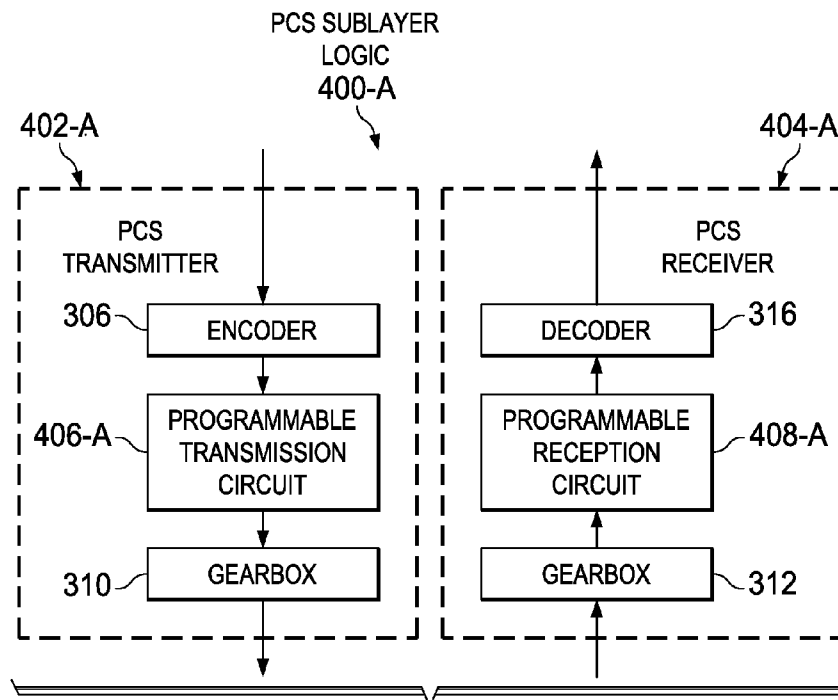 PCS SUBLAYER
LOGIC
400-A
402-A
404-A
PCS
TRANSMITTER
306
ENCODER
406-A
PROGRAMMABLE
TRANSMISSION
CIRCUIT
310
GEARBOX
PCS
RECEIVER
DECODER
316
PROGRAMMABLE
RECEPTION
CIRCUIT
408-A
GEARBOX
312